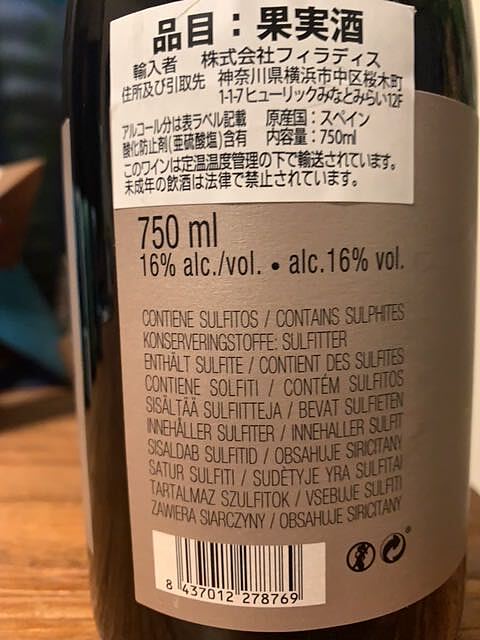 品目：果実酒
輸入者　株式会社フィラディス
住所及び引取先　神奈川県横浜市中区桜木町
1-1-7 ヒューリックみなとみらい12F
アルコール分は表ラベル記載　原産国：スペイン
酸化防止剤(亜硫酸塩)含有　内容量：750ml
このワインは定温温度管理の下で輸送されています。
未成年の飲酒は法律で禁止されています。
750 ml
16% alc./vol. • alc.16% vol.
CONTIENE SULFITOS / CONTAINS SULPHITES
KONSERVERINGSTOFFE: SULFITTER
ENTHÄLT SULFITE / CONTIENT DES SULFITES
CONTIENE SOLFITI / CONTÉM SULFITOS
SISÄLTÄÄ SULFIITTEJA / BEVAT SULFIETEN
INNEHÅLLER SULFITER / INNEHALLER SULFIT
SISALDAB SULFITID / OBSAHUJE SIRICITANY
SATUR SULFITI / SUDĖTYJE YRA SULFITAI
TARTALMAZ SZULFITOK / VSEBUJE SULFITI
ZAWIERA SIARCZYNY / OBSAHUJE SIRICITANY
8 437012 278769